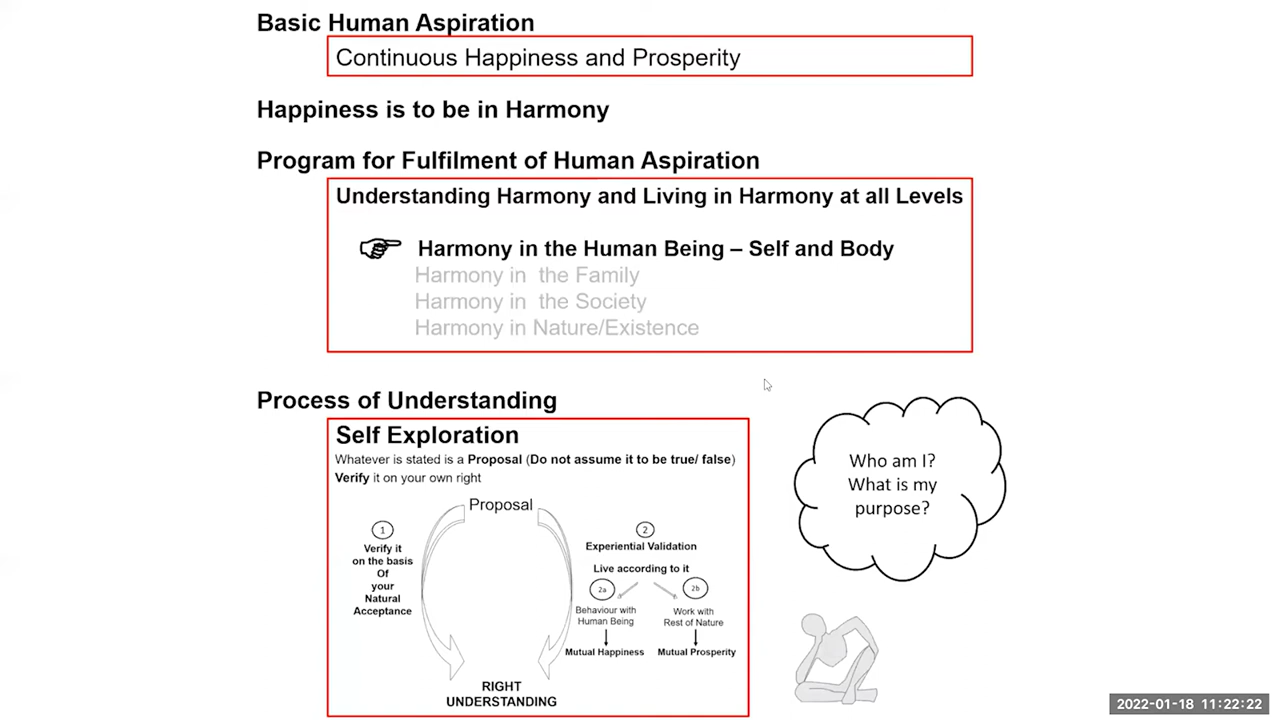 Basic Human Aspiration
Continuous Happiness and Prosperity
Happiness is to be in Harmony
Program for Fulfilment of Human Aspiration
Understanding Harmony and Living in Harmony at all Levels
Harmony in the Human Being – Self and Body
Harmony in the Family
Harmony in the Society
Harmony in Nature/Existence
Process of Understanding
Self Exploration
Whatever is stated is a Proposal (Do not assume it to be true/ false)
Verify it on your own right
Proposal
1
Verify it
on the basis
Of
your
Natural
Acceptance
2
Experiential Validation
Live according to it
2a
Behaviour with
Human Being
Mutual Happiness
2b
Work with
Rest of Nature
Mutual Prosperity
RIGHT
UNDERSTANDING
Who am I?
What is my
purpose?
2022-01-18 11:22:22